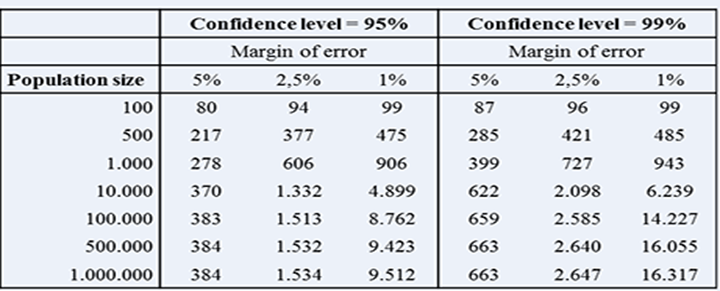 Confidence level = 95% Confidence level = 99%
Margin of error Margin of error
Population size 5% 2,5% 1% 5% 2,5% 1%
100 80 94 99 87 96 99
500 217 377 475 285 421 485
1.000 278 606 906 399 727 943
10.000 370 1.332 4.899 622 2.098 6.239
100.000 383 1.513 8.762 659 2.585 14.227
500.000 384 1.532 9.423 663 2.640 16.055
1.000.000 384 1.534 9.512 663 2.647 16.317